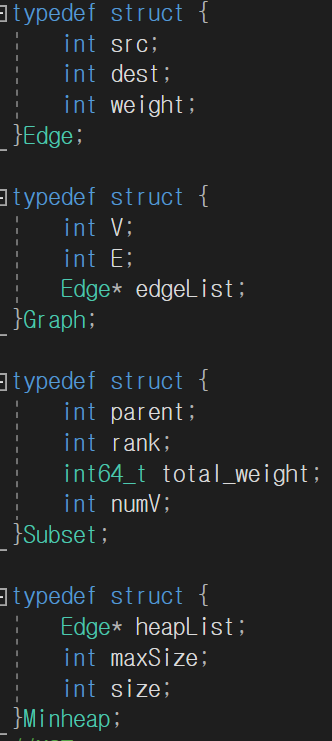 typedef struct {
int src;
int dest;
int weight;
}Edge;
typedef struct {
int V;
int E;
Edge* edgeList;
}Graph;
typedef struct {
int parent;
int rank;
int64_t total_weight;
int numV;
}Subset;
typedef struct {
Edge* heapList;
int maxSize;
int size;
}Minheap;